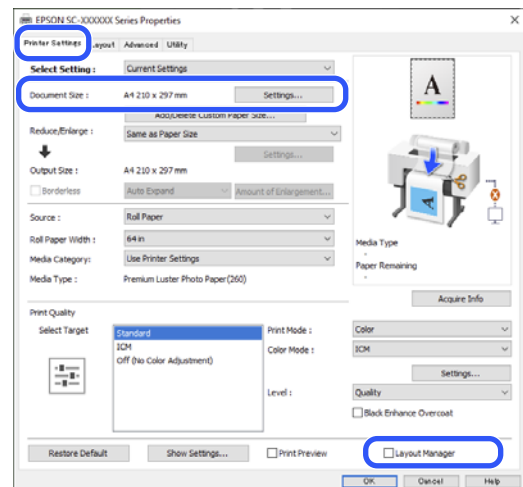 EPSON SC-XXXXXX Series Properties
Printer Settings Layout Advanced Utility
Select Setting : Current Settings
Document Size : A4 210 x 297 mm Settings...
Add/Delete Custom Paper Size...
Reduce/Enlarge : Same as Paper Size
Settings...
Output Size : A4 210 x 297 mm
Borderless Auto Expand Amount of Enlargement...
Source : Roll Paper
Roll Paper Width : 64 in
Media Category: Use Printer Settings
Media Type : Premium Luster Photo Paper(260)
A
Media Type
-
Paper Remaining
-
Acquire Info
Print Quality
Select Target Standard
ICM
Off (No Color Adjustment)
Print Mode : Color
Color Mode : ICM
Settings...
Level : Quality
Black Enhance Overcoat
Restore Default Show Settings... Print Preview Layout Manager
OK Cancel Help